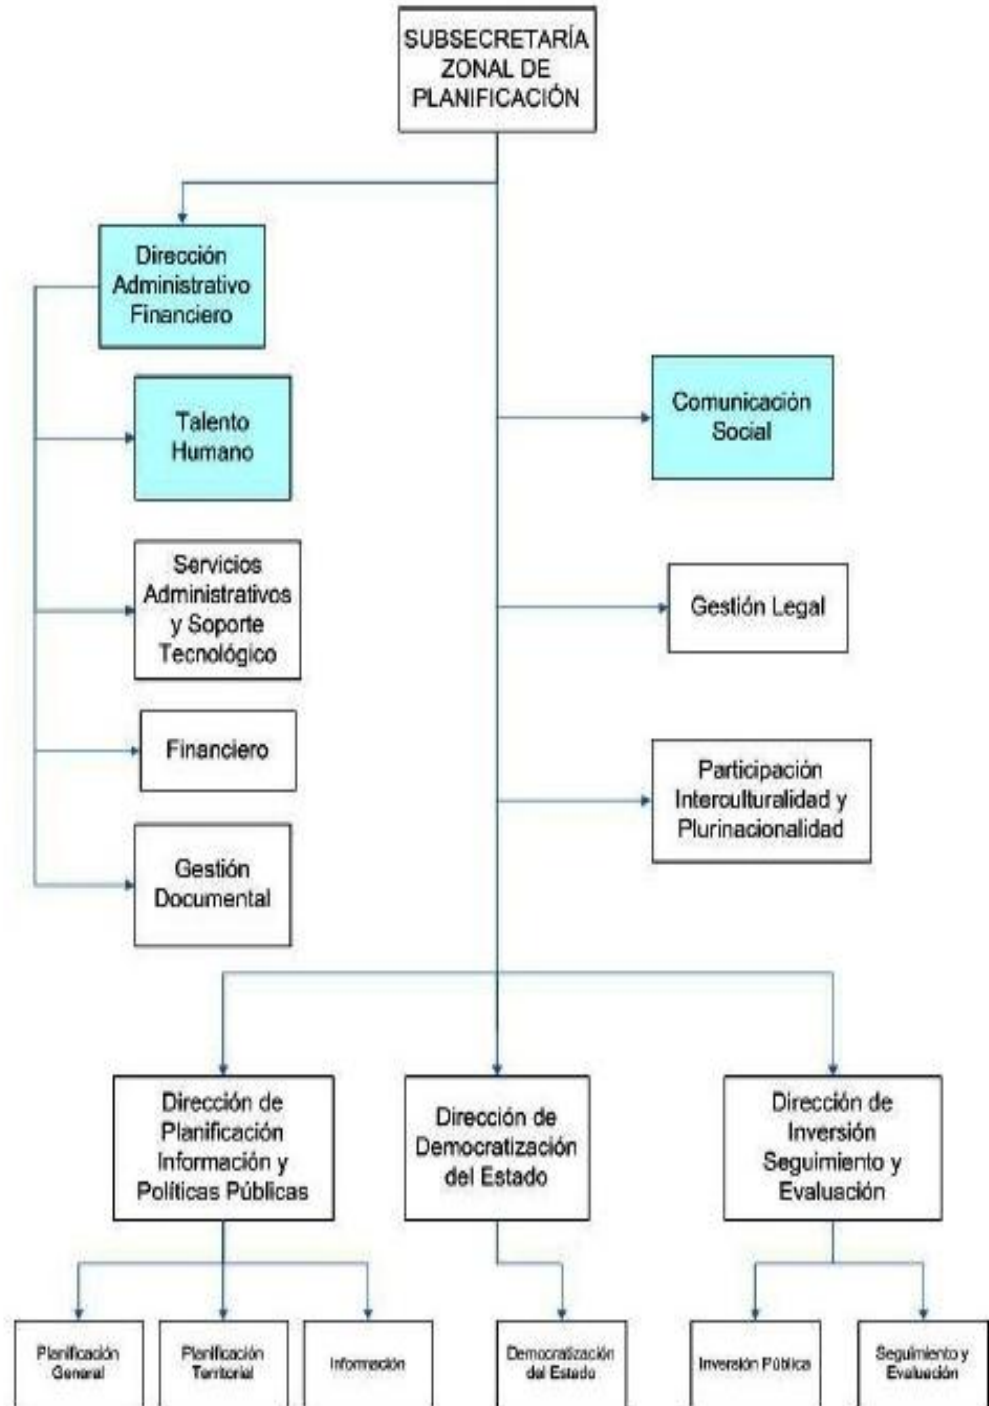 SUBSECRETARÍA
ZONAL DE
PLANIFICACIÓN
Dirección
Administrativo
Financiero
Talento
Humano
Servicios
Administrativos
y Soporte
Tecnológico
Financiero
Gestión
Documental
Comunicación
Social
Gestión Legal
Participación
Interculturalidad y
Plurinacionalidad
Dirección de
Planificación
Información y
Políticas Públicas
Dirección de
Democratización
del Estado
Dirección de
Inversión
Seguimiento y
Evaluación
Planificación
General
Planificación
Territorial
Información
Democratización
del Estado
Inversión Pública
Seguimiento y
Evaluación